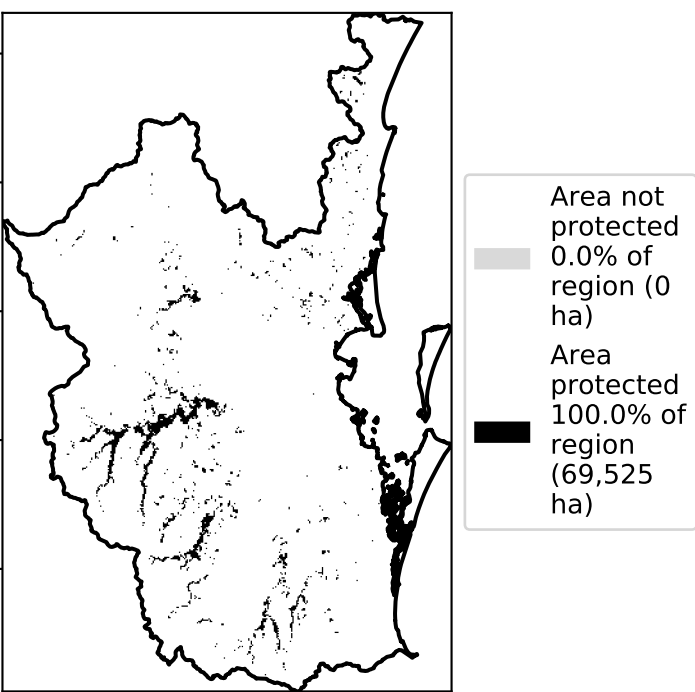 Area not
protected
0.0% of
region (0
ha)
Area
protected
100.0% of
region
(69,525
ha)